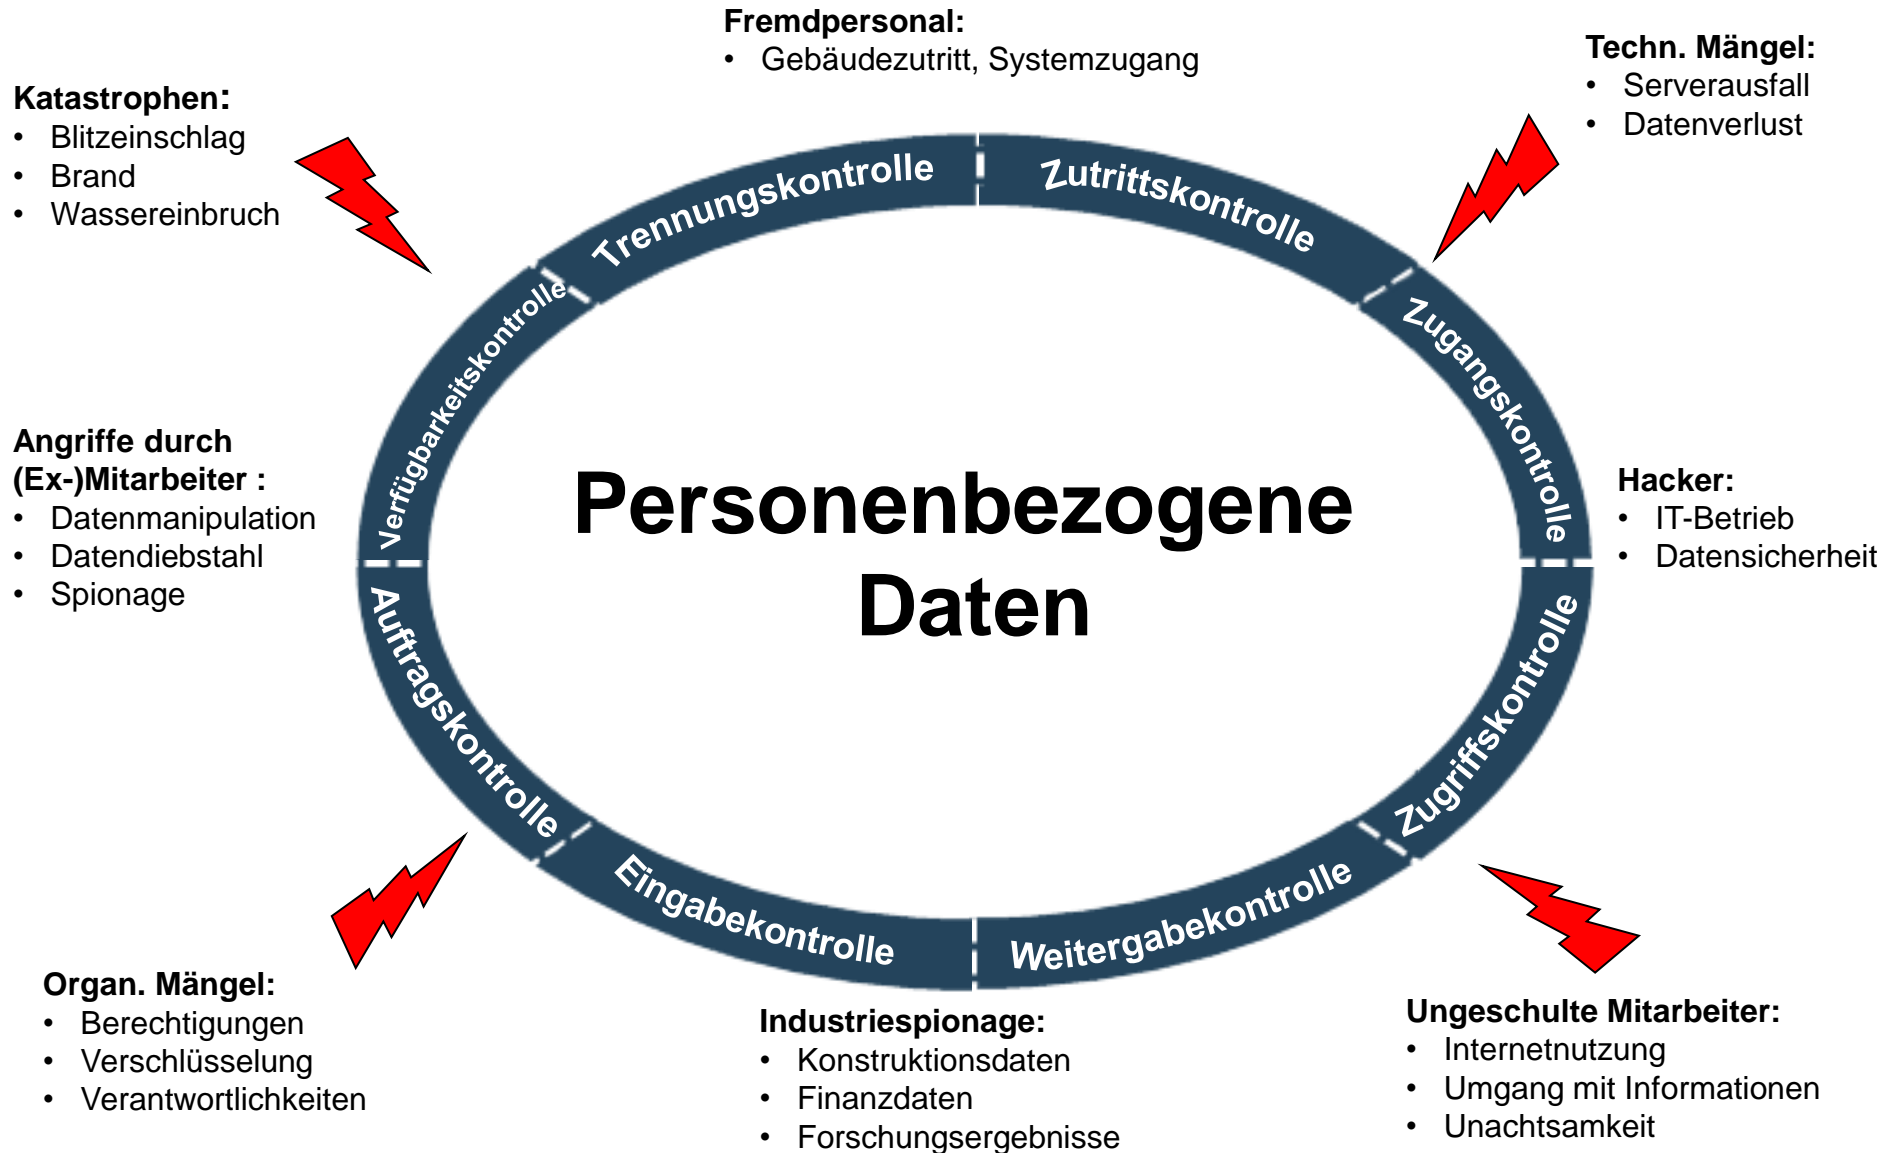 Fremdpersonal:
• Gebäudezutritt, Systemzugang
Techn. Mängel:
• Serverausfall
• Datenverlust
Katastrophen:
• Blitzeinschlag
• Brand
• Wassereinbruch
Trennungskontrolle
Zutrittskontrolle
Verfügbarkeitskontrolle
Zugangskontrolle
Angriffe durch
(Ex-)Mitarbeiter :
• Datenmanipulation
• Datendiebstahl
• Spionage
Personenbezogene
Daten
Hacker:
• IT-Betrieb
• Datensicherheit
Auftragskontrolle
Zugriffskontrolle
Eingabekontrolle
Weitergabekontrolle
Organ. Mängel:
• Berechtigungen
• Verschlüsselung
• Verantwortlichkeiten
Industriespionage:
• Konstruktionsdaten
• Finanzdaten
• Forschungsergebnisse
Ungeschulte Mitarbeiter:
• Internetnutzung
• Umgang mit Informationen
• Unachtsamkeit